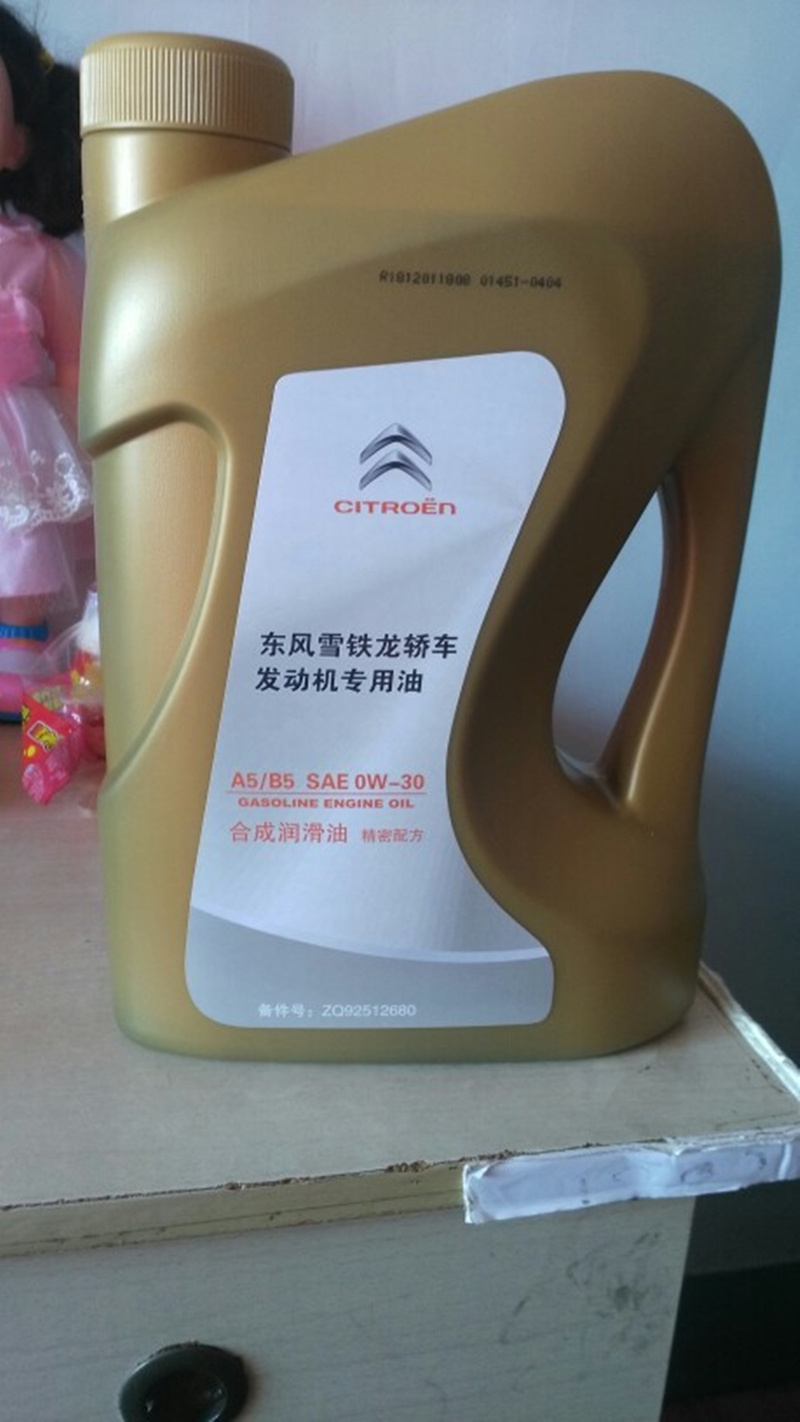 R1812011808 01451-0404
CITROËN
东风雪铁龙轿车
发动机专用油
A5/B5 SAE 0W-30
GASOLINE ENGINE OIL
合成润滑油 精密配方
备件号：ZQ92512680